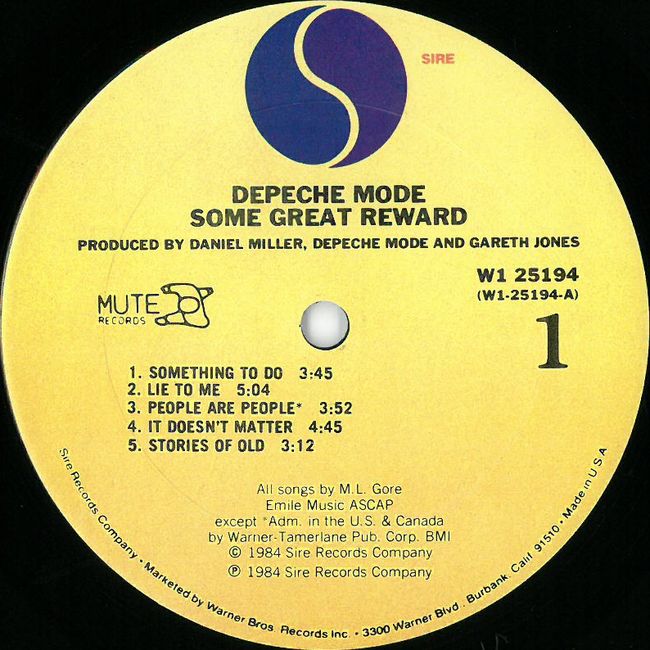 SIRE
DEPECHE MODE
SOME GREAT REWARD
PRODUCED BY DANIEL MILLER, DEPECHE MODE AND GARETH JONES
W1 25194
(W1-25194-A)
MUTE
RECORDS
1
1. SOMETHING TO DO 3:45
2. LIE TO ME 5:04
3. PEOPLE ARE PEOPLE* 3:52
4. IT DOESN'T MATTER 4:45
5. STORIES OF OLD 3:12
All songs by M.L. Gore
Emile Music ASCAP
except *Adm. in the U.S. & Canada
by Warner-Tamerlane Pub. Corp. BMI
© 1984 Sire Records Company
℗ 1984 Sire Records Company
Sire Records Company • Marketed by Warner Bros. Records Inc. • 3300 Warner Blvd. Burbank, Calif. 91510 • Made in U.S.A